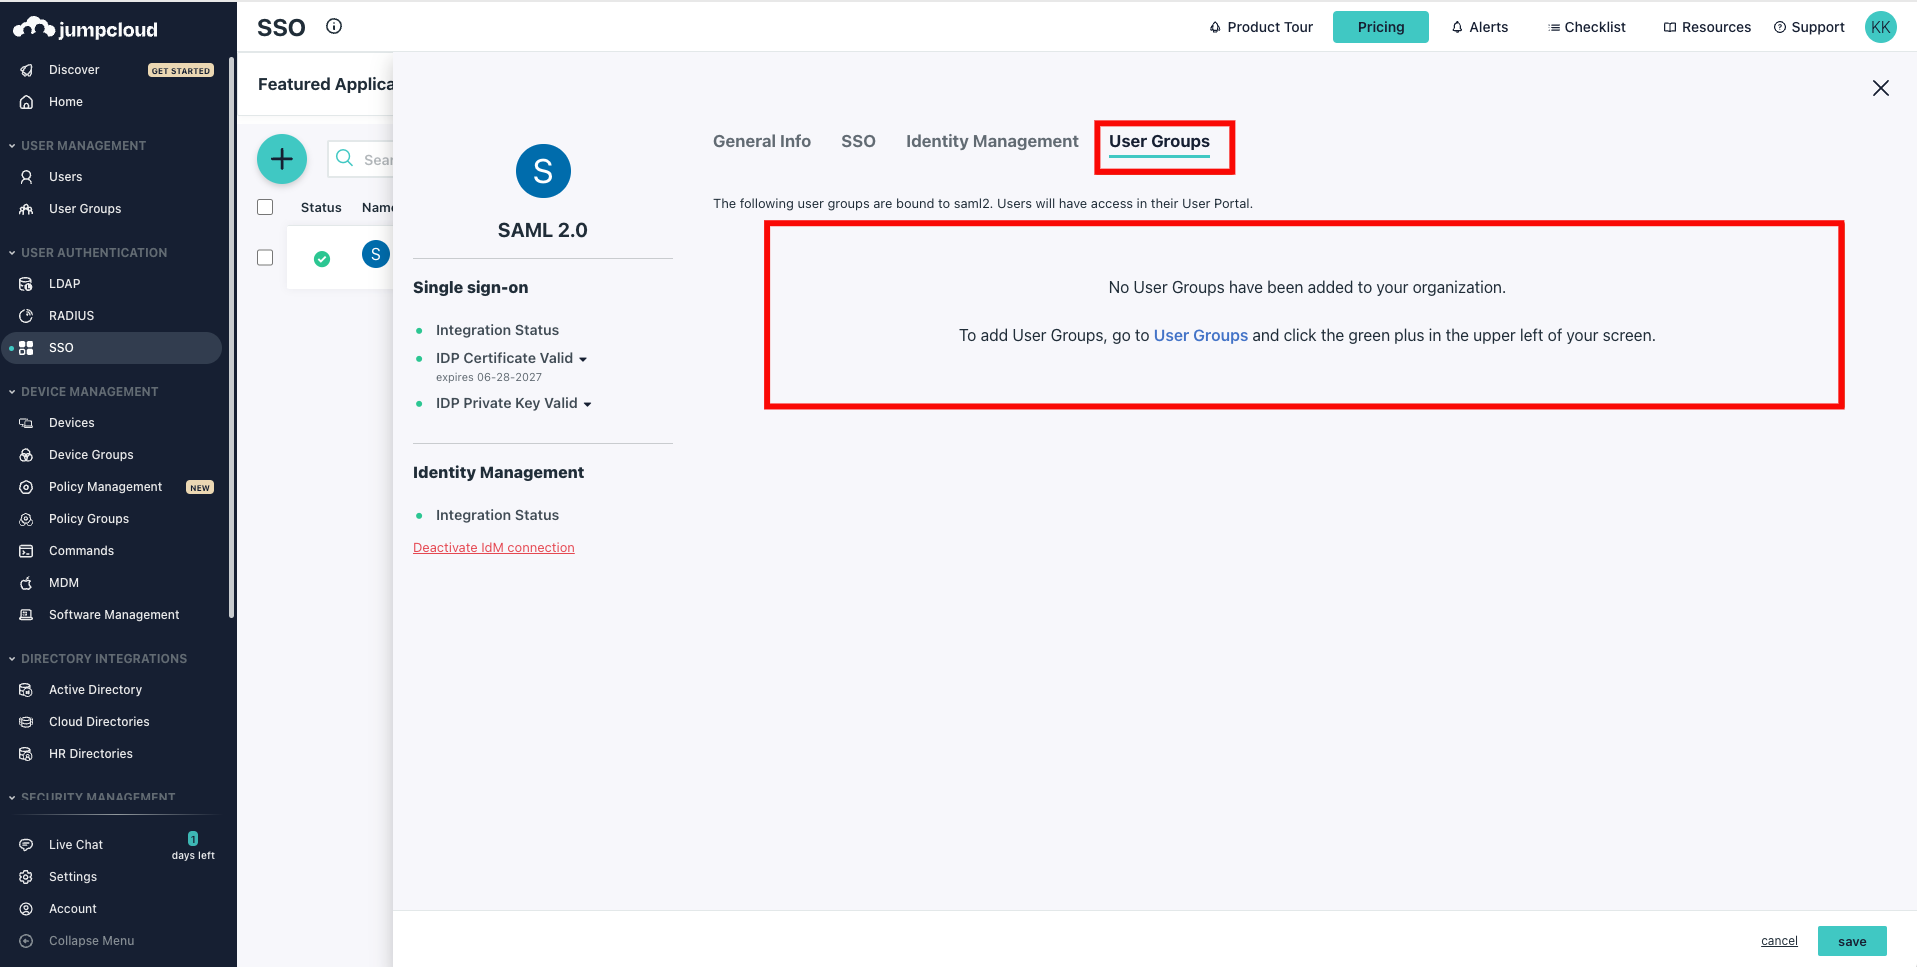 jumpcloud
Discover
GET STARTED
Home
USER MANAGEMENT
Users
User Groups
USER AUTHENTICATION
LDAP
RADIUS
SSO
DEVICE MANAGEMENT
Devices
Device Groups
Policy Management
NEW
Policy Groups
Commands
MDM
Software Management
DIRECTORY INTEGRATIONS
Active Directory
Cloud Directories
HR Directories
SECURITY MANAGEMENT
Live Chat
1
days left
Settings
Account
Collapse Menu
SSO
Product Tour
Pricing
Alerts
Checklist
Resources
Support
KK
Featured Applica
Sear
Status
Name
S
S
SAML 2.0
Single sign-on
Integration Status
IDP Certificate Valid
expires 06-28-2027
IDP Private Key Valid
Identity Management
Integration Status
Deactivate IdM connection
General Info
SSO
Identity Management
User Groups
The following user groups are bound to saml2. Users will have access in their User Portal.
No User Groups have been added to your organization.
To add User Groups, go to User Groups and click the green plus in the upper left of your screen.
cancel
save